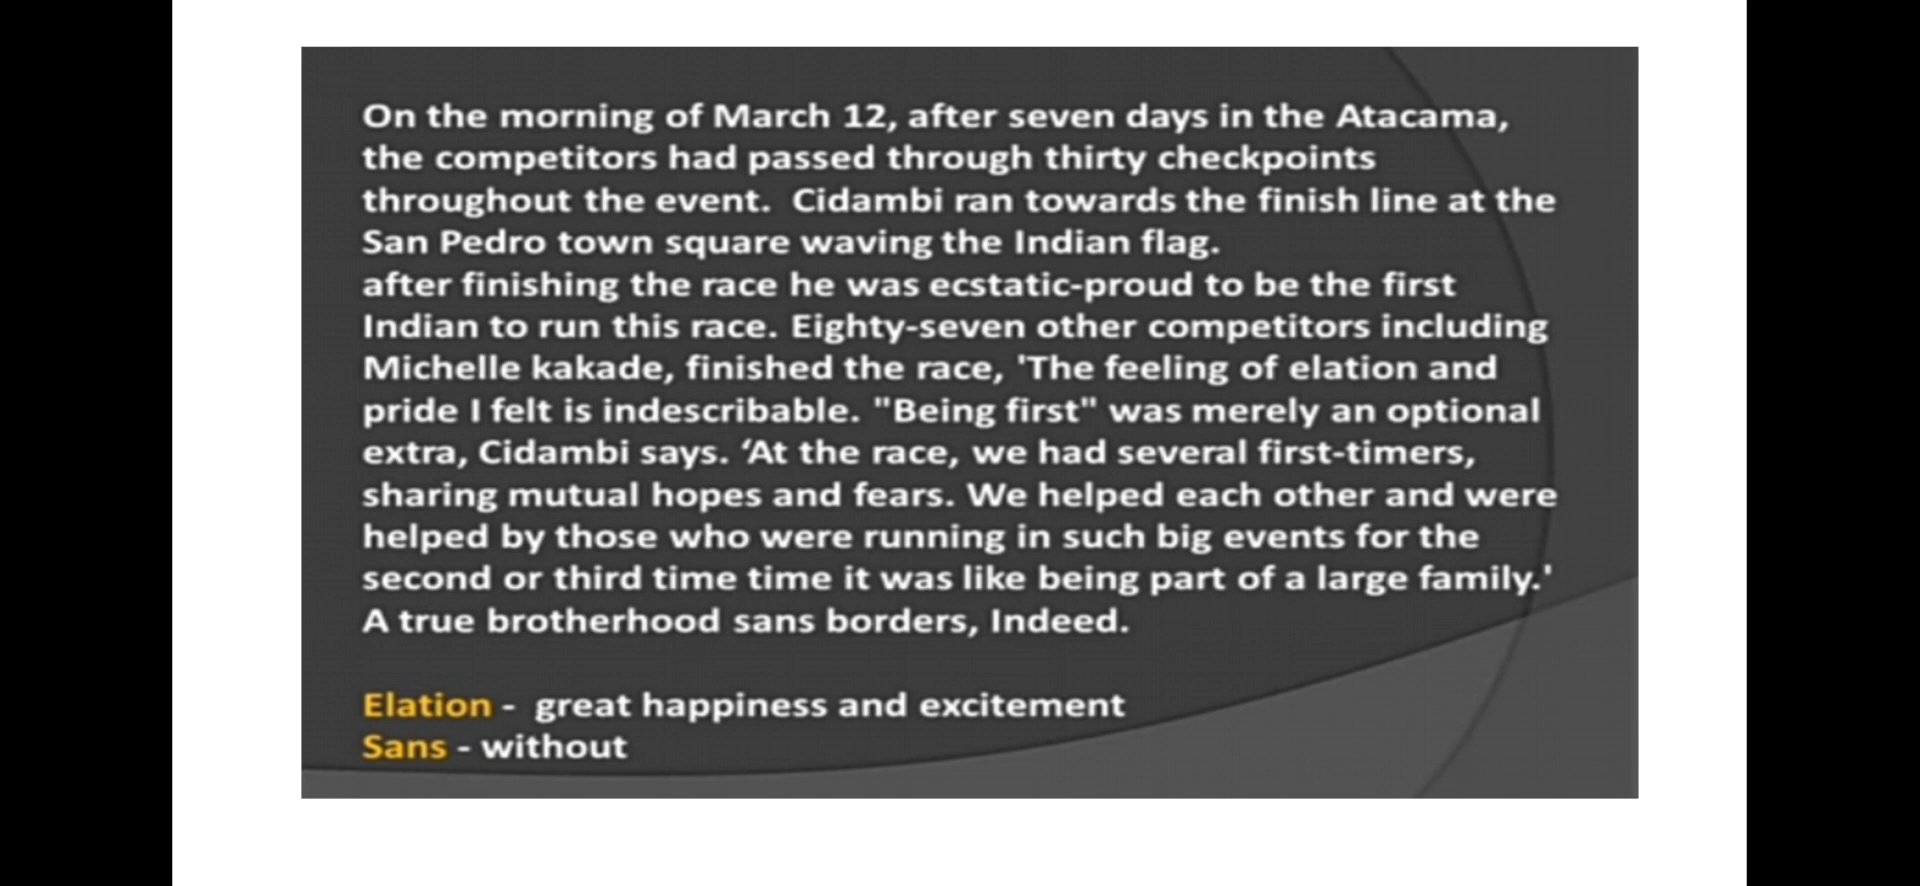 On the morning of March 12, after seven days in the Atacama,
the competitors had passed through thirty checkpoints
throughout the event.  Cidambi ran towards the finish line at the
San Pedro town square waving the Indian flag.
after finishing the race he was ecstatic-proud to be the first
Indian to run this race. Eighty-seven other competitors including
Michelle kakade, finished the race, 'The feeling of elation and
pride I felt is indescribable. "Being first" was merely an optional
extra, Cidambi says. ‘At the race, we had several first-timers,
sharing mutual hopes and fears. We helped each other and were
helped by those who were running in such big events for the
second or third time time it was like being part of a large family.'
A true brotherhood sans borders, Indeed.
Elation -  great happiness and excitement
Sans - without